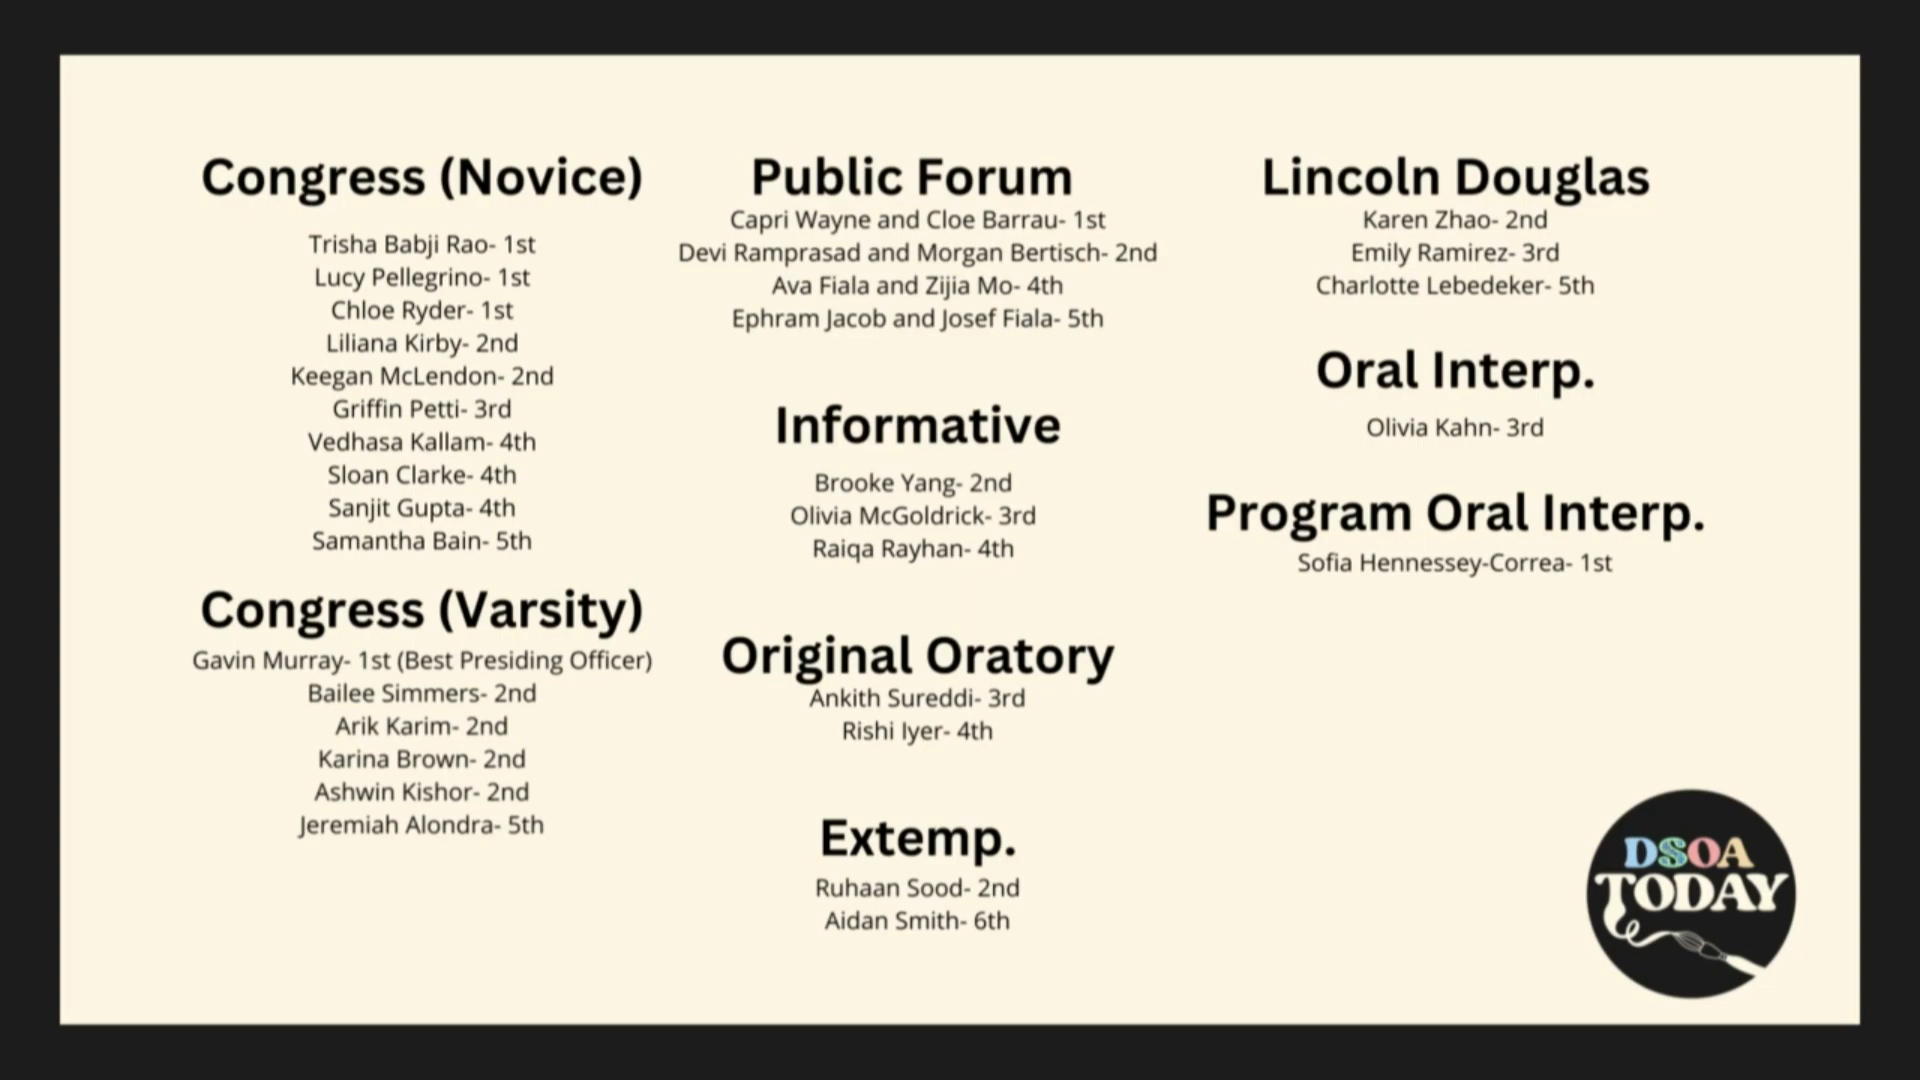 Congress (Novice)
Trisha Babji Rao- 1st
Lucy Pellegrino- 1st
Chloe Ryder- 1st
Liliana Kirby- 2nd
Keegan McLendon- 2nd
Griffin Petti- 3rd
Vedhasa Kallam- 4th
Sloan Clarke- 4th
Sanjit Gupta- 4th
Samantha Bain- 5th
Congress (Varsity)
Gavin Murray- 1st (Best Presiding Officer)
Bailee Simmers- 2nd
Arik Karim- 2nd
Karina Brown- 2nd
Ashwin Kishor- 2nd
Jeremiah Alondra- 5th
Public Forum
Capri Wayne and Cloe Barrau- 1st
Devi Ramprasad and Morgan Bertisch- 2nd
Ava Fiala and Zijia Mo- 4th
Ephram Jacob and Josef Fiala- 5th
Informative
Brooke Yang- 2nd
Olivia McGoldrick- 3rd
Raiqa Rayhan- 4th
Original Oratory
Ankith Sureddi- 3rd
Rishi Iyer- 4th
Extemp.
Ruhaan Sood- 2nd
Aidan Smith- 6th
Lincoln Douglas
Karen Zhao- 2nd
Emily Ramirez- 3rd
Charlotte Lebedeker- 5th
Oral Interp.
Olivia Kahn- 3rd
Program Oral Interp.
Sofia Hennessey-Correa- 1st
DSOA
TODAY